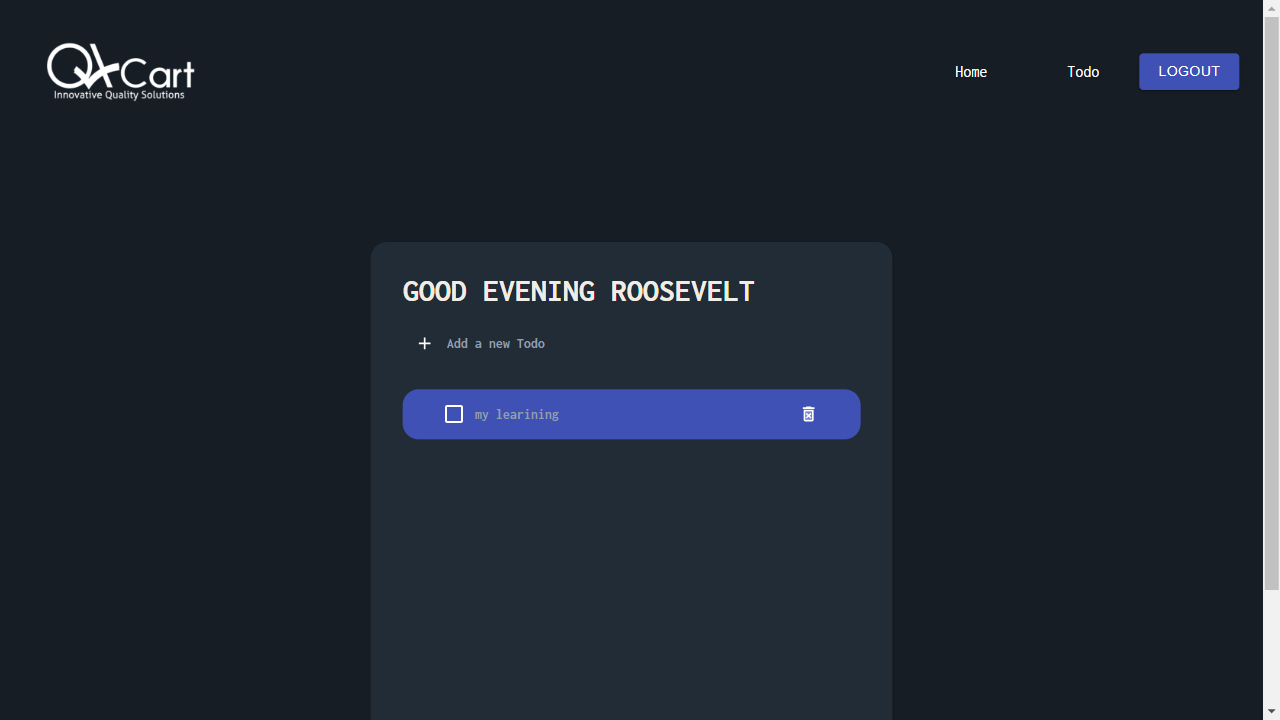 QACart
Innovative Quality Solutions
Home
Todo
LOGOUT
GOOD EVENING ROOSEVELT
Add a new Todo
my learining